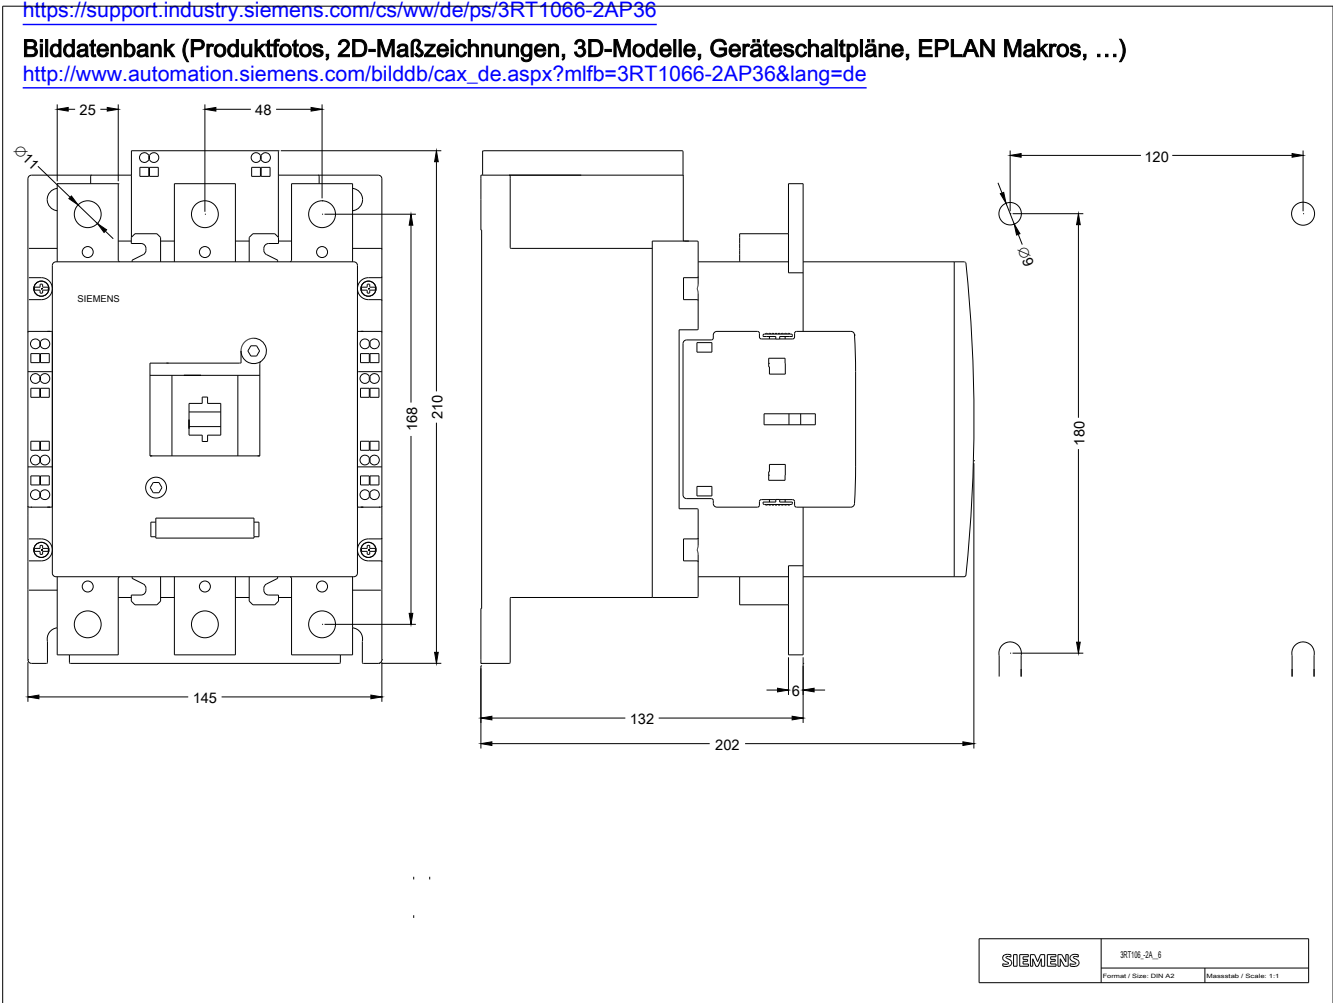 https://support.industry.siemens.com/cs/ww/de/ps/3RT1066-2AP36
Bilddatenbank (Produktfotos, 2D-Maßzeichnungen, 3D-Modelle, Geräteschaltpläne, EPLAN Makros, …)
http://www.automation.siemens.com/bilddb/cax_de.aspx?mlfb=3RT1066-2AP36&lang=de
25
48
∅11
120
∅9
SIEMENS
168
210
180
145
6
132
202
SIEMENS
3RT106_-2A_6
Format / Size: DIN A2
Massstab / Scale: 1:1